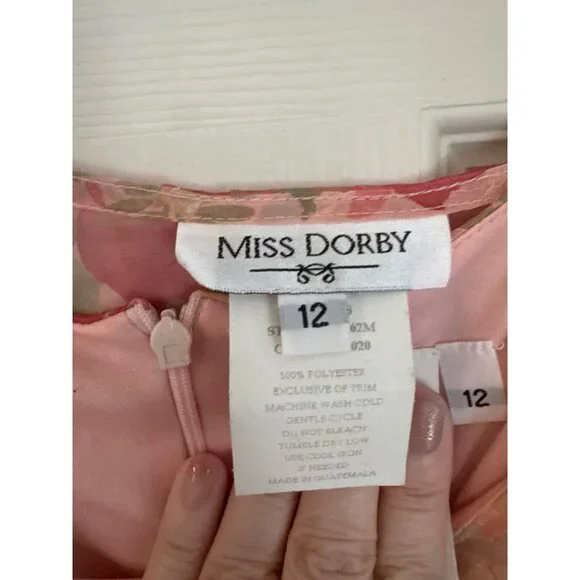 MISS DORBY
12
62M
020
100% POLYESTER
EXCLUSIVE OF TRIM
MACHINE WASH COLD
GENTLE CYCLE
DO NOT BLEACH
TUMBLE DRY LOW
USE COOL IRON
IF NEEDED
MADE IN GUATEMALA
12